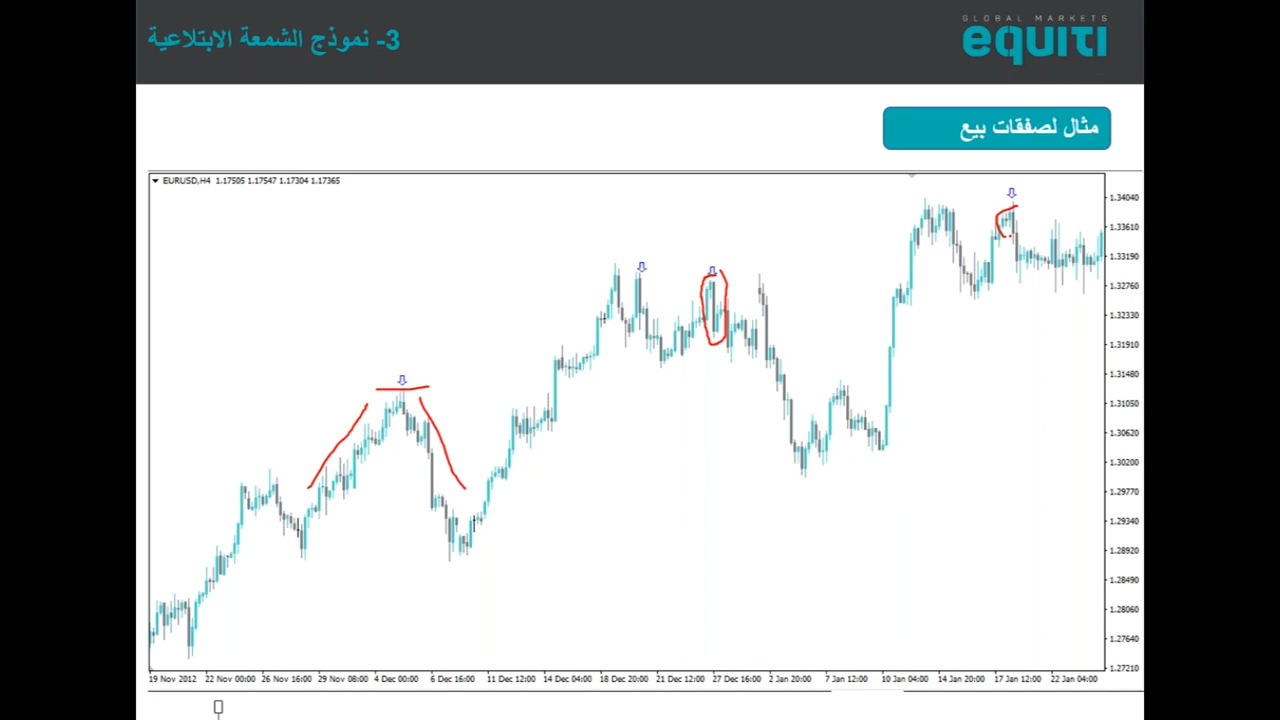 3- نموذج الشمعة الابتلاعية
GLOBAL MARKETS
equiti
مثال لصفقات بيع
EURUSD,H4 1.17505 1.17547 1.17304 1.17365
1.34040
1.33610
1.33190
1.32760
1.32330
1.31910
1.31480
1.31050
1.30620
1.30200
1.29770
1.29340
1.28920
1.28490
1.28060
1.27640
1.27210
19 Nov 2012 22 Nov 00:00 26 Nov 16:00 29 Nov 08:00 4 Dec 00:00 6 Dec 16:00 11 Dec 12:00 14 Dec 04:00 18 Dec 20:00 21 Dec 12:00 27 Dec 16:00 2 Jan 20:00 7 Jan 12:00 10 Jan 04:00 14 Jan 20:00 17 Jan 12:00 22 Jan 04:00